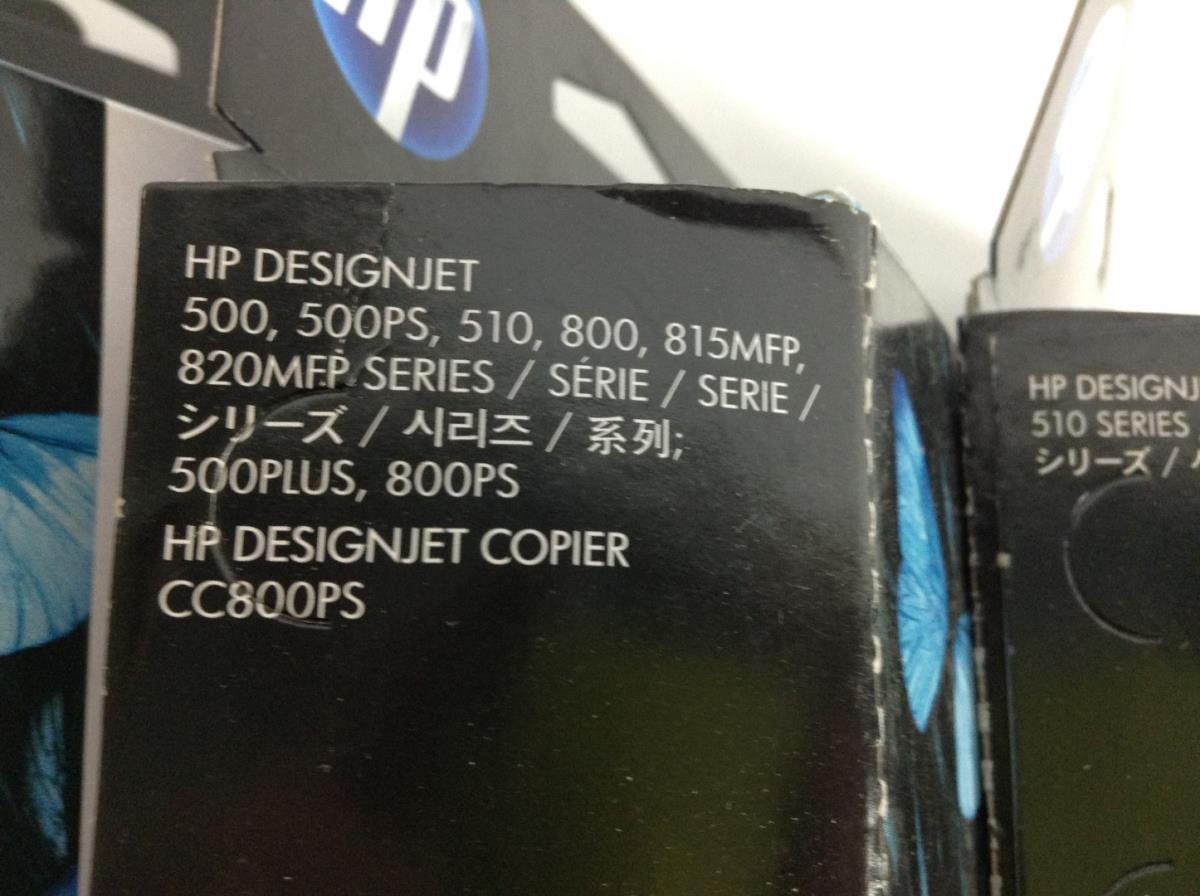 hp
HP DESIGNJET
500, 500PS, 510, 800, 815MFP,
820MFP SERIES / SÉRIE / SERIE /
シリーズ / 시리즈 / 系列;
500PLUS, 800PS
HP DESIGNJET COPIER
CC800PS
HP DESIGNJ
510 SERIES
シリーズ /